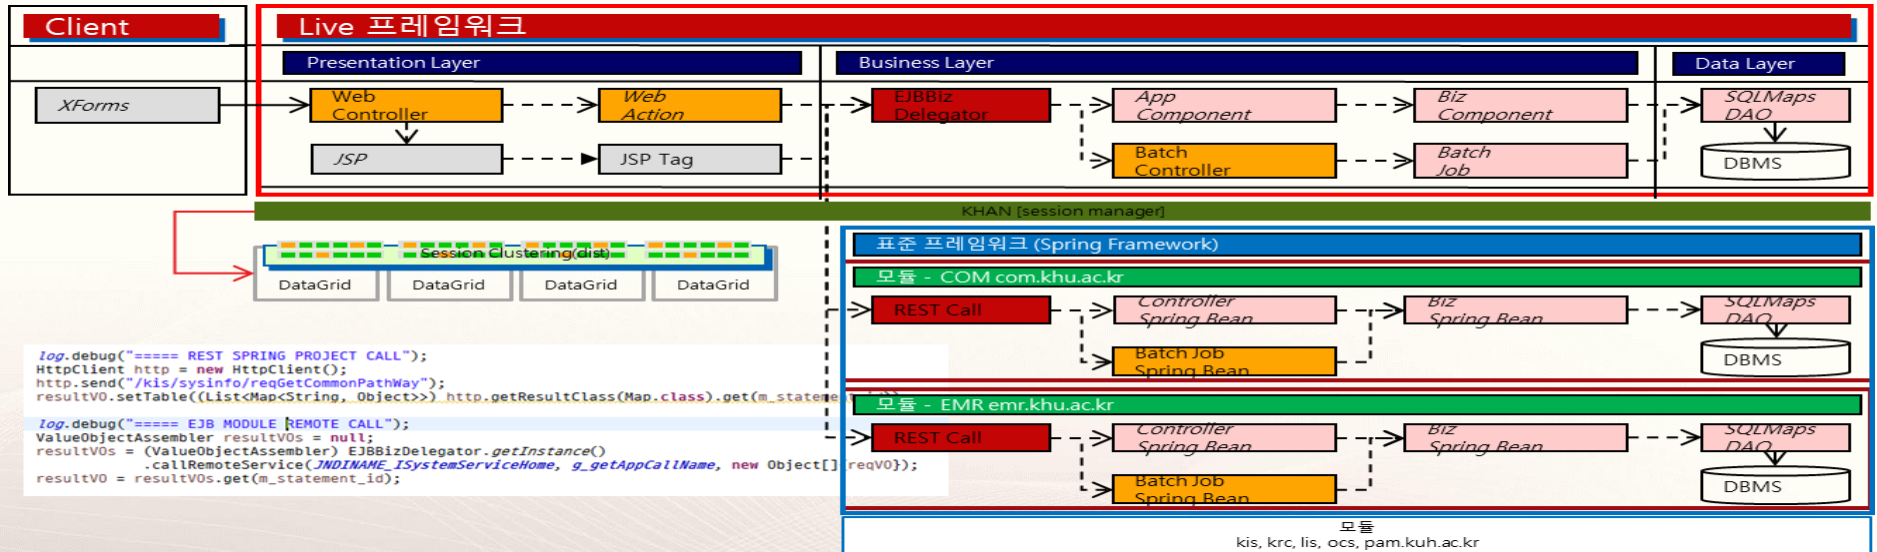 Client
Live 프레임워크
Presentation Layer
Business Layer
Data Layer
XForms
Web
Controller
Web
Action
EJBBiz
Delegator
App
Component
Biz
Component
SQLMaps
DAO
JSP
JSP Tag
Batch
Controller
Batch
Job
DBMS
KHAN [session manager]
Session Clustering(dist)
DataGrid
DataGrid
DataGrid
DataGrid
표준 프레임워크 (Spring Framework)
모듈 - COM com.khu.ac.kr
REST Call
Controller
Spring Bean
Biz
Spring Bean
SQLMaps
DAO
Batch Job
Spring Bean
DBMS
모듈 - EMR emr.khu.ac.kr
REST Call
Controller
Spring Bean
Biz
Spring Bean
SQLMaps
DAO
Batch Job
Spring Bean
DBMS
모듈
kis, krc, lis, ocs, pam.kuh.ac.kr
log.debug("===== REST SPRING PROJECT CALL");
HttpClient http = new HttpClient();
http.send("/kis/sysinfo/reqGetCommonPathWay");
resultVO.setTable((List<Map<String, Object>>) http.getResultClass(Map.class).get(m_statement_id));
log.debug("===== EJB MODULE REMOTE CALL");
ValueObjectAssembler resultVOs = null;
resultVOs = (ValueObjectAssembler) EJBBizDelegator.getInstance()
.callRemoteService(JNDINAME_ISystemServiceHome, g_getAppCallName, new Object[]{reqVO});
resultVO = resultVOs.get(m_statement_id);